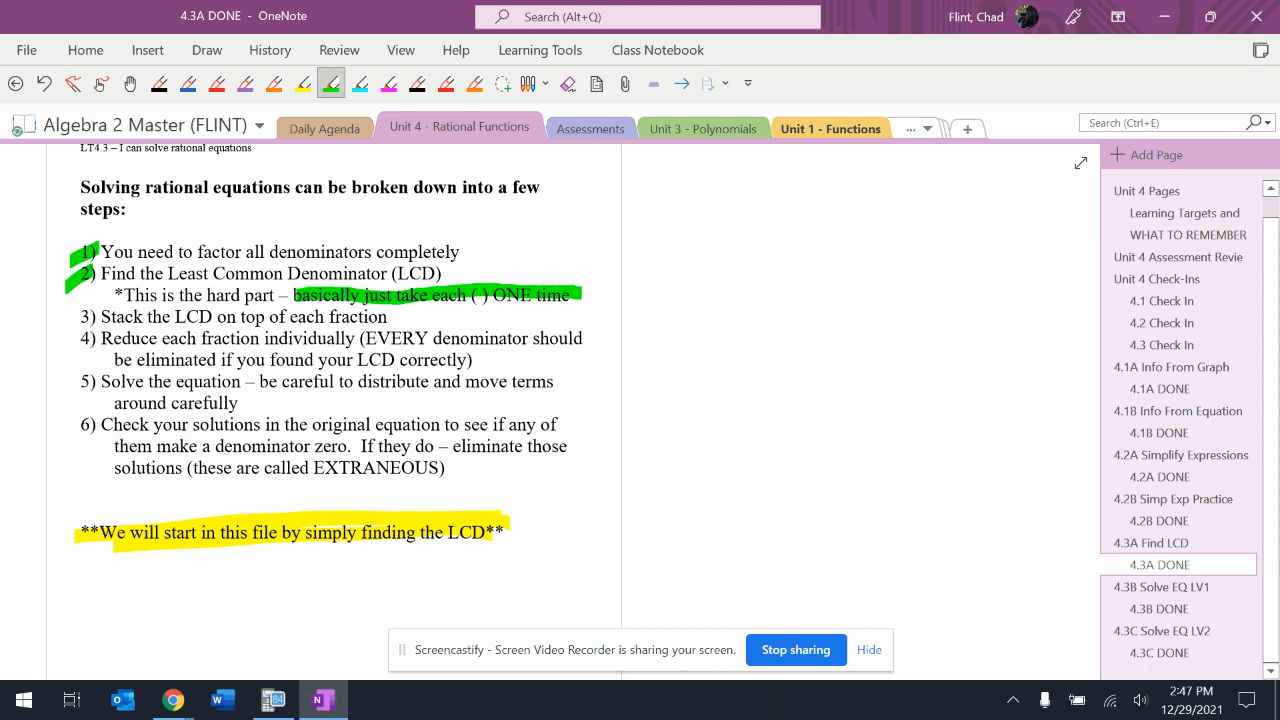 4.3A DONE - OneNote
Search (Alt+Q)
Flint, Chad
File Home Insert Draw History Review View Help Learning Tools Class Notebook
Algebra 2 Master (FLINT)
Daily Agenda
Unit 4 - Rational Functions
Assessments
Unit 3 - Polynomials
Unit 1 - Functions
...
Search (Ctrl+E)
LT4.3 – I can solve rational equations
Solving rational equations can be broken down into a few
steps:
1) You need to factor all denominators completely
2) Find the Least Common Denominator (LCD)
*This is the hard part – basically just take each ( ) ONE time
3) Stack the LCD on top of each fraction
4) Reduce each fraction individually (EVERY denominator should
be eliminated if you found your LCD correctly)
5) Solve the equation – be careful to distribute and move terms
around carefully
6) Check your solutions in the original equation to see if any of
them make a denominator zero.  If they do – eliminate those
solutions (these are called EXTRANEOUS)
**We will start in this file by simply finding the LCD**
Add Page
Unit 4 Pages
Learning Targets and
WHAT TO REMEMBER
Unit 4 Assessment Revie
Unit 4 Check-Ins
4.1 Check In
4.2 Check In
4.3 Check In
4.1A Info From Graph
4.1A DONE
4.1B Info From Equation
4.1B DONE
4.2A Simplify Expressions
4.2A DONE
4.2B Simp Exp Practice
4.2B DONE
4.3A Find LCD
4.3A DONE
4.3B Solve EQ LV1
4.3B DONE
4.3C Solve EQ LV2
4.3C DONE
Screencastify - Screen Video Recorder is sharing your screen.
Stop sharing
Hide
84
2:47 PM
12/29/2021